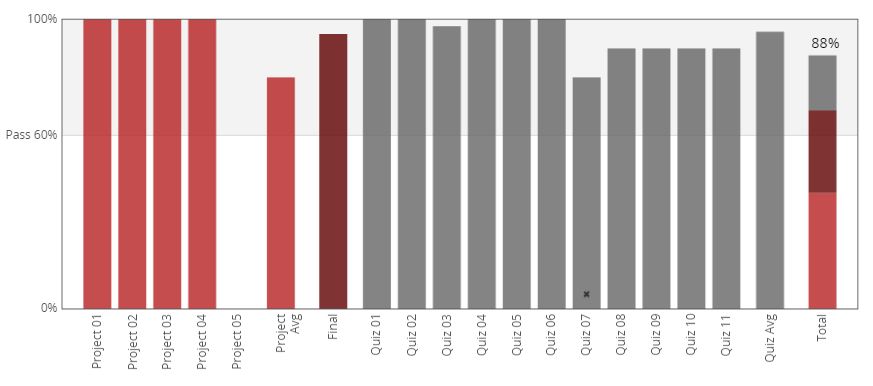 100%
88%
Pass 60%
0%
Project 01
Project 02
Project 03
Project 04
Project 05
Project
Avg
Final
Quiz 01
Quiz 02
Quiz 03
Quiz 04
Quiz 05
Quiz 06
Quiz 07
Quiz 08
Quiz 09
Quiz 10
Quiz 11
Quiz Avg
Total